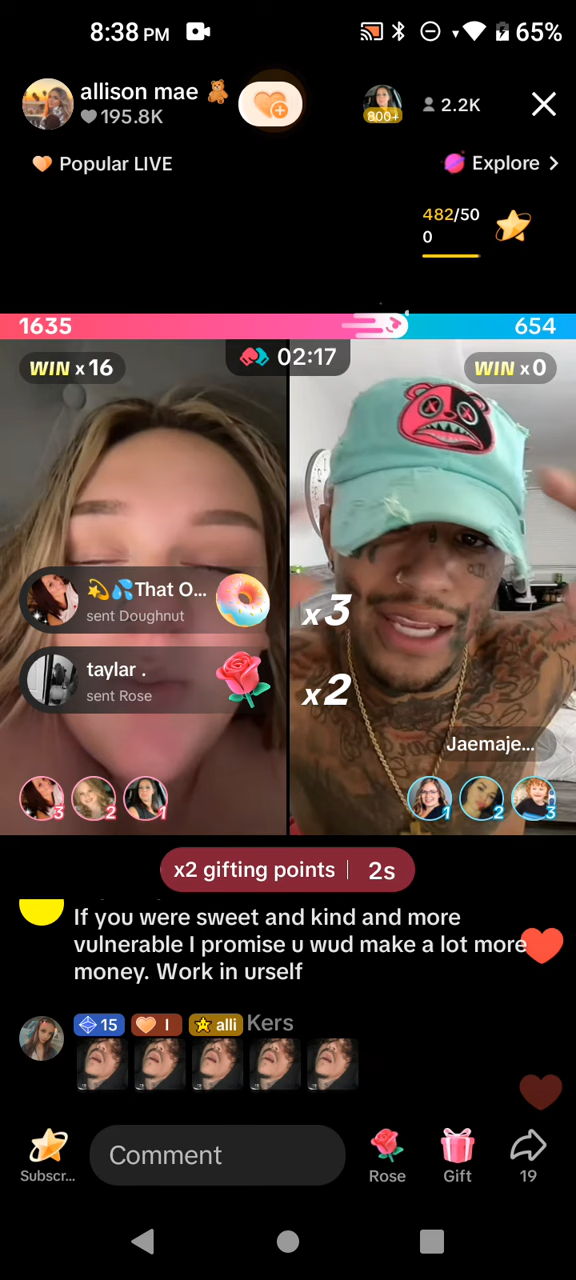 8:38 PM 65%
allison mae 🧸
195.8K
800+
2.2K
Popular LIVE
Explore >
482/50
0
1635
654
WIN x 16
02:17
WIN x 0
💫💦That O...
sent Doughnut
x3
taylar .
sent Rose
x2
Jaemaje...
3 2 1
1 2 3
x2 gifting points | 2s
If you were sweet and kind and more
vulnerable I promise u wud make a lot more
money. Work in urself
15 I alli Kers
Subscr...
Comment
Rose
Gift
19